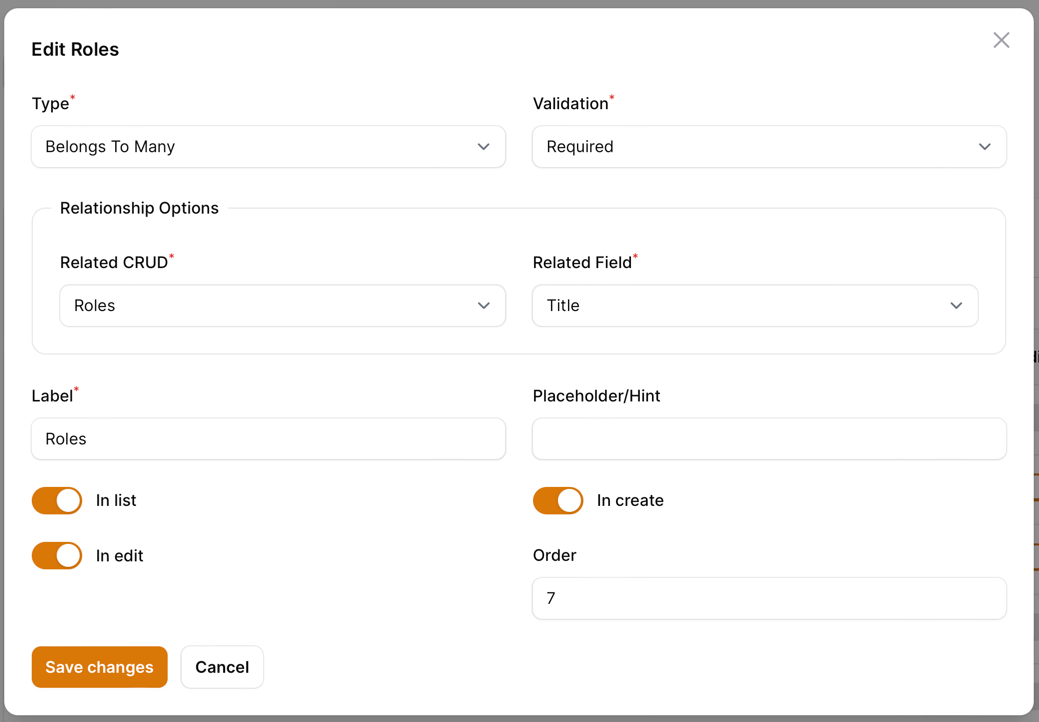 Edit Roles
Type*
Validation*
Belongs To Many
Required
Relationship Options
Related CRUD*
Related Field*
Roles
Title
Label*
Placeholder/Hint
Roles
In list
In create
In edit
Order
7
Save changes
Cancel